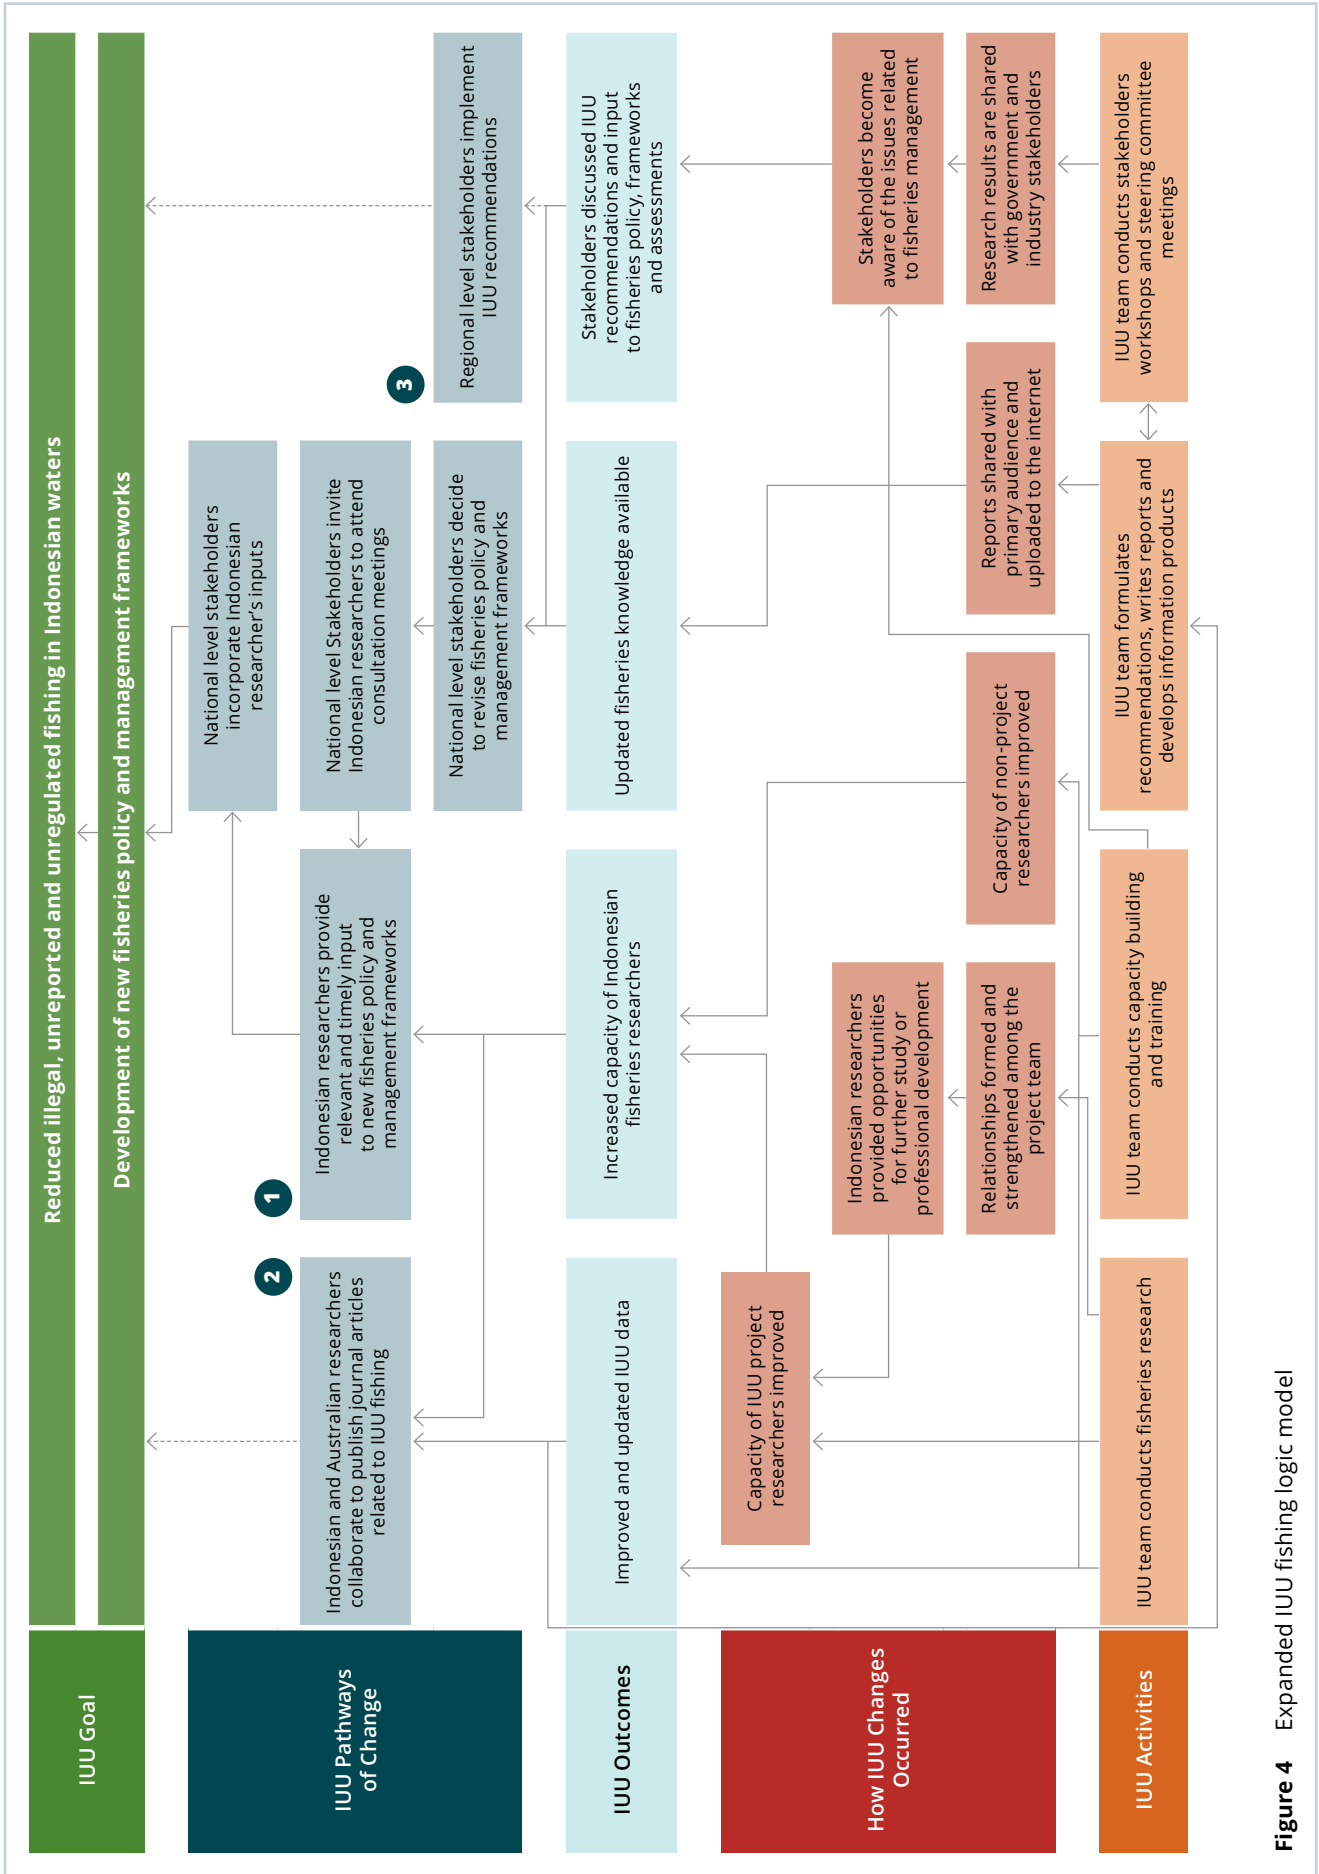 IUU Goal
Reduced illegal, unreported and unregulated fishing in Indonesian waters
Development of new fisheries policy and management frameworks
IUU Pathways
of Change
2
Indonesian and Australian researchers
collaborate to publish journal articles
related to IUU fishing
1
Indonesian researchers provide
relevant and timely input
to new fisheries policy and
management frameworks
National level stakeholders
incorporate Indonesian
researcher's inputs
National level Stakeholders invite
Indonesian researchers to attend
consultation meetings
National level stakeholders decide
to revise fisheries policy and
management frameworks
3
Regional level stakeholders implement
IUU recommendations
IUU Outcomes
Improved and updated IUU data
Increased capacity of Indonesian
fisheries researchers
Updated fisheries knowledge available
Stakeholders discussed IUU
recommendations and input
to fisheries policy, frameworks
and assessments
How IUU Changes
Occurred
Capacity of IUU project
researchers improved
Indonesian researchers
provided opportunities
for further study or
professional development
Relationships formed and
strengthened among the
project team
Capacity of non-project
researchers improved
Reports shared with
primary audience and
uploaded to the internet
Stakeholders become
aware of the issues related
to fisheries management
Research results are shared
with government and
industry stakeholders
IUU Activities
IUU team conducts fisheries research
IUU team conducts capacity building
and training
IUU team formulates
recommendations, writes reports and
develops information products
IUU team conducts stakeholders
workshops and steering committee
meetings
Figure 4 Expanded IUU fishing logic model